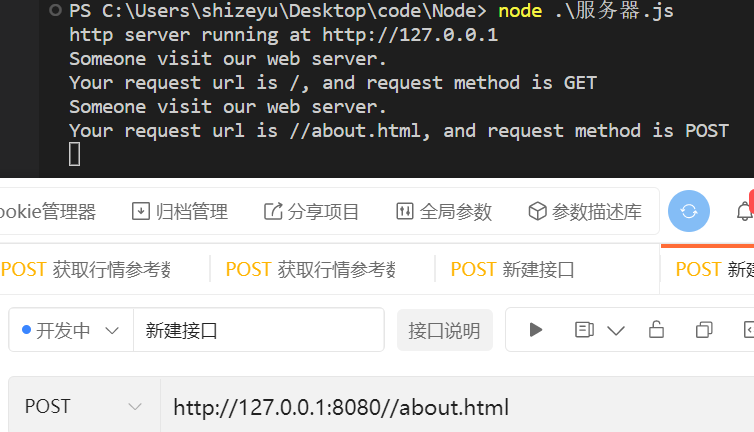 PS C:\Users\shizeyu\Desktop\code\Node> node .\服务器.js
http server running at http://127.0.0.1
Someone visit our web server.
Your request url is /, and request method is GET
Someone visit our web server.
Your request url is //about.html, and request method is POST
ookie管理器 归档管理 分享项目 全局参数 参数描述库
POST 获取行情参考数 POST 获取行情参考数 POST 新建接口 POST 新建
开发中 新建接口 接口说明
POST http://127.0.0.1:8080//about.html